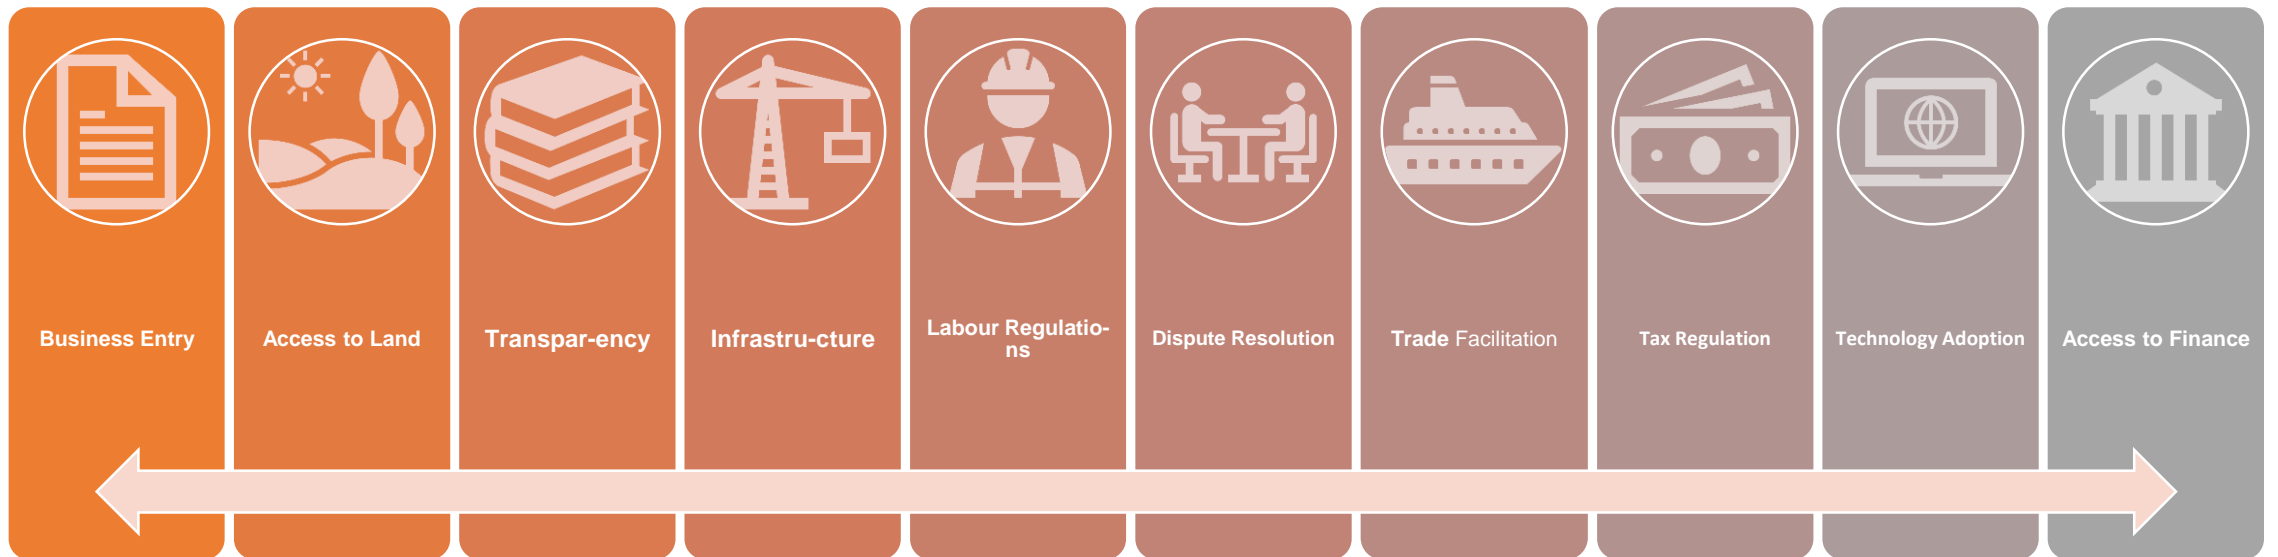 Business Entry
Access to Land
Transpar-ency
Infrastru-cture
Labour Regulatio-
ns
Dispute Resolution
Trade Facilitation
Tax Regulation
Technology Adoption
Access to Finance